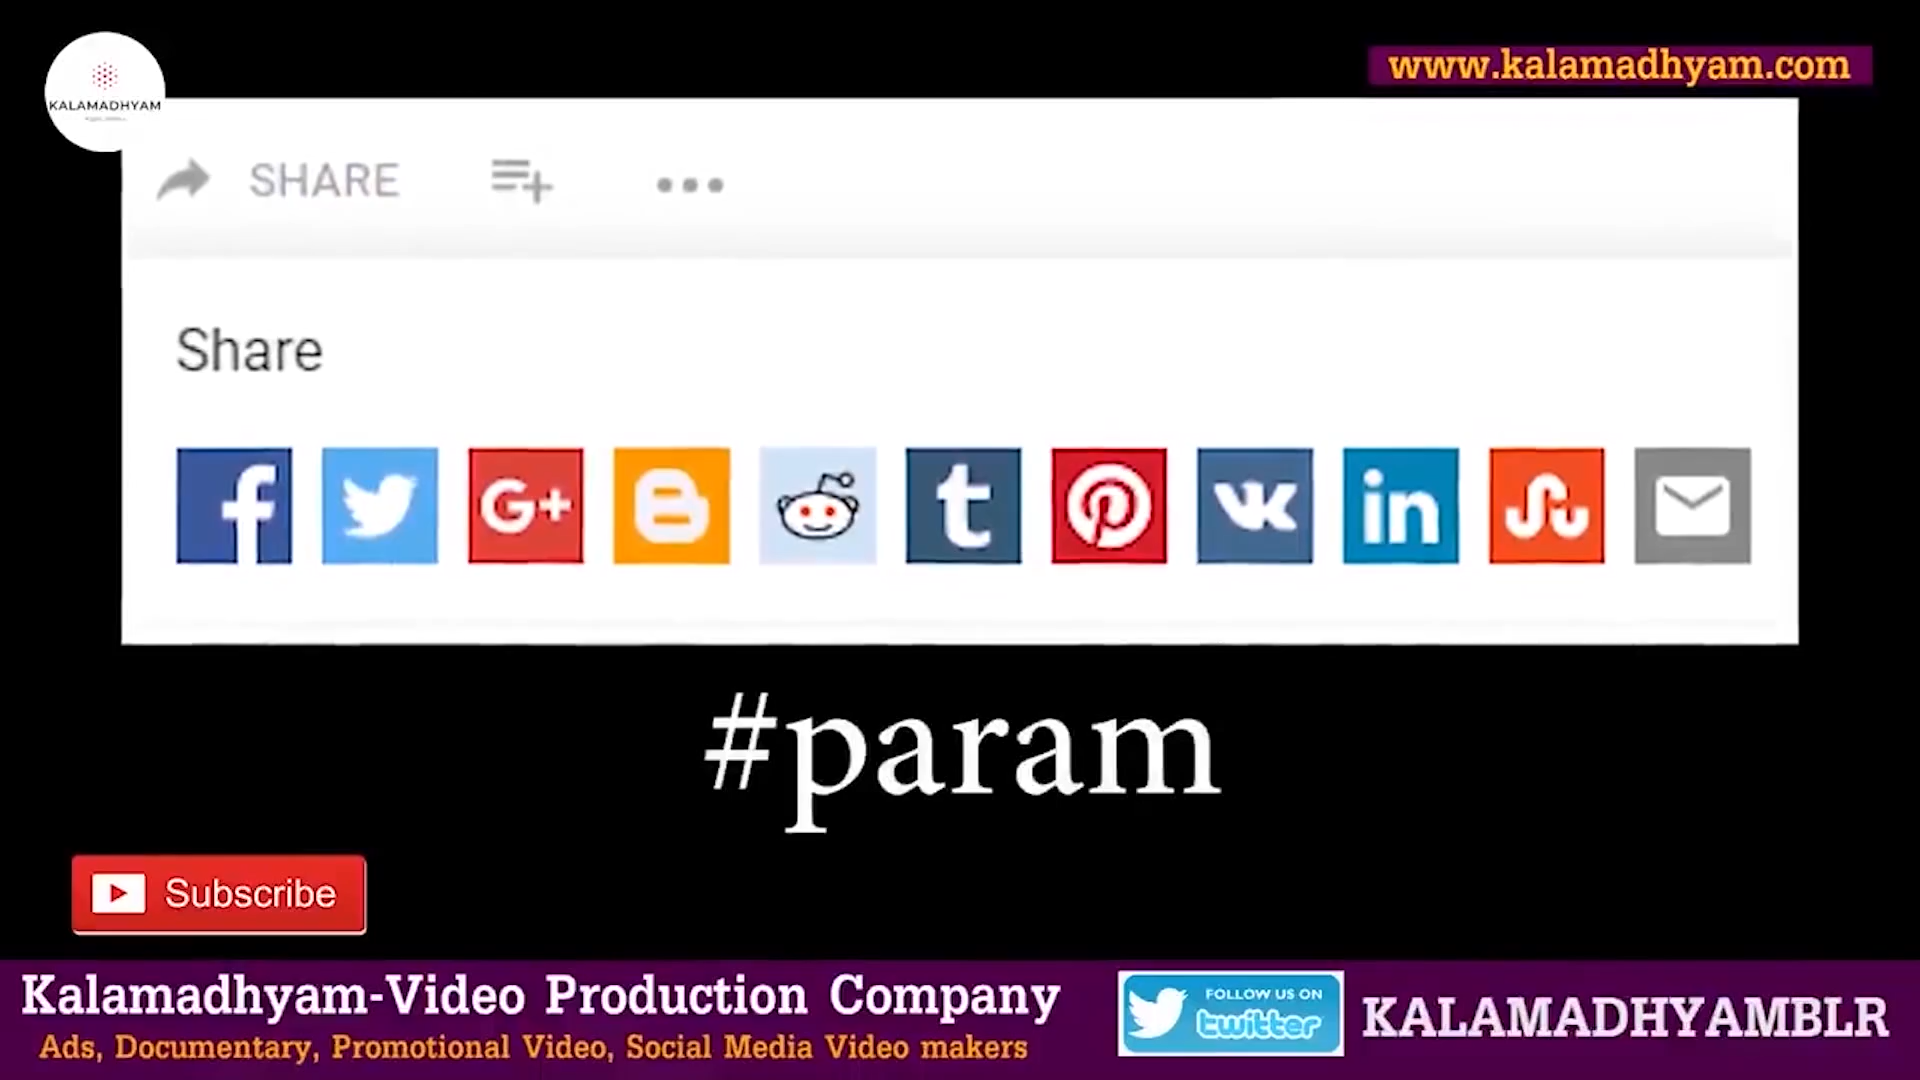 KALAMADHYAM
www.kalamadhyam.com
SHARE
Share
#param
Subscribe
Kalamadhyam-Video Production Company
Ads, Documentary, Promotional Video, Social Media Video makers
FOLLOW US ON
twitter
KALAMADHYAMBLR